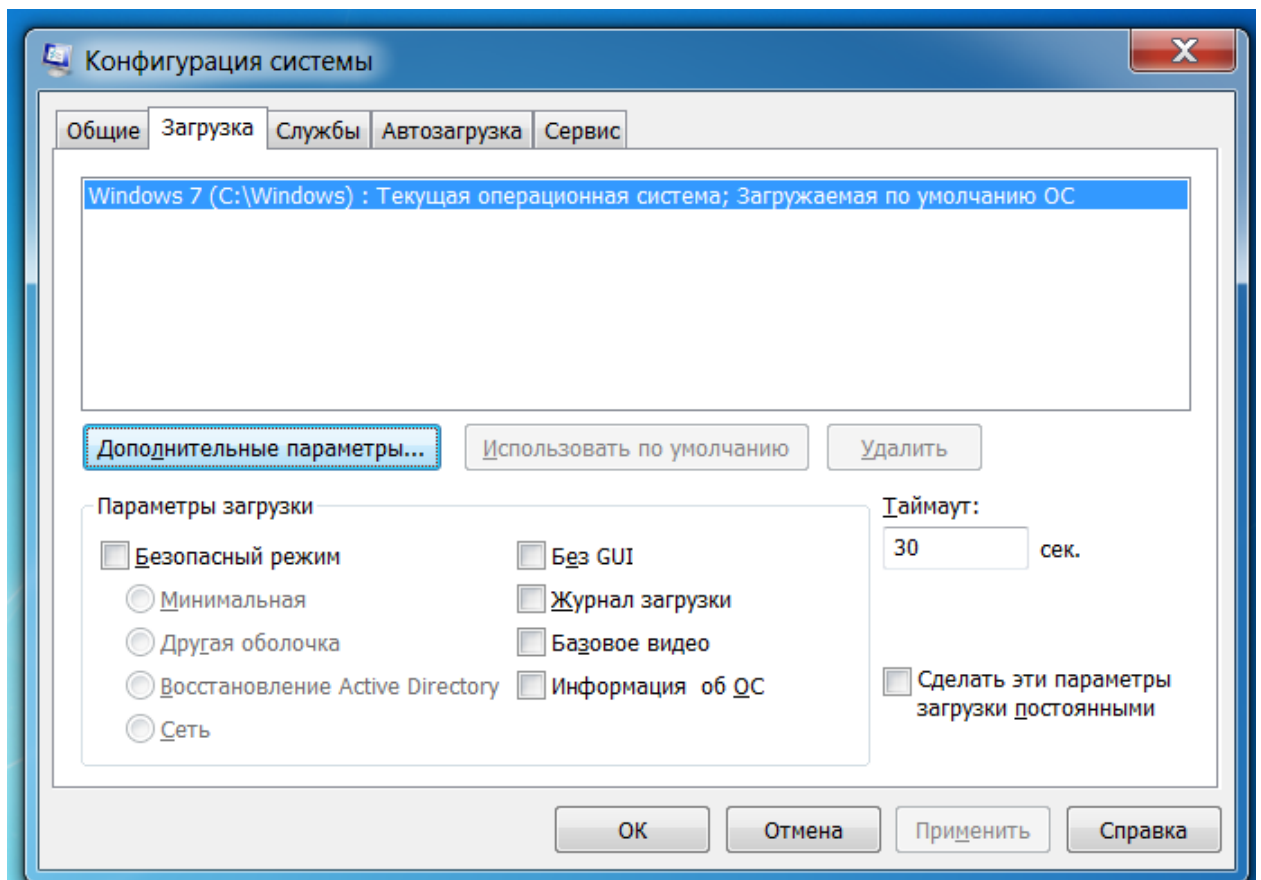 Конфигурация системы
Общие Загрузка Службы Автозагрузка Сервис
Windows 7 (C:\Windows) : Текущая операционная система; Загружаемая по умолчанию ОС
Дополнительные параметры... Использовать по умолчанию Удалить
Параметры загрузки
Безопасный режим
Минимальная
Другая оболочка
Восстановление Active Directory
Сеть
Без GUI
Журнал загрузки
Базовое видео
Информация об ОС
Таймаут:
30 сек.
Сделать эти параметры
загрузки постоянными
ОК Отмена Применить Справка